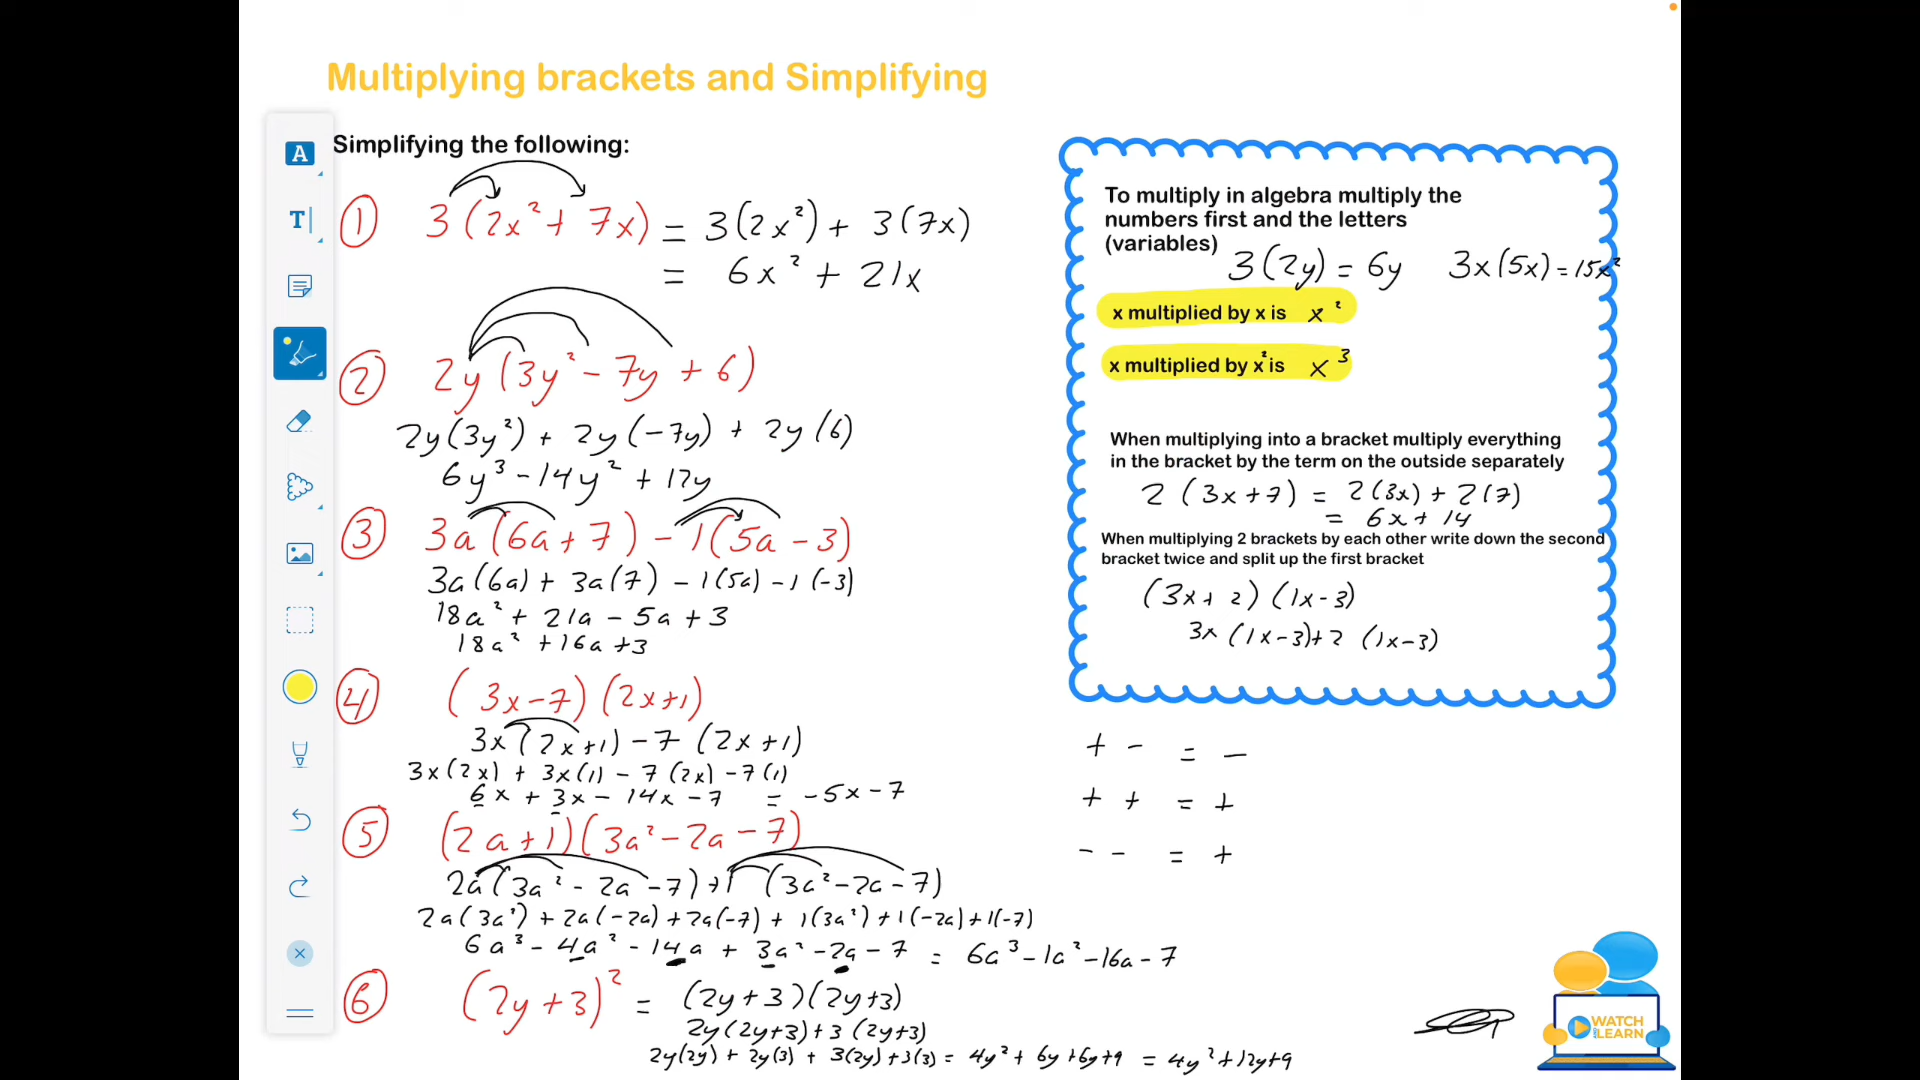 Multiplying brackets and Simplifying
Simplifying the following:
① 3(2x² + 7x) = 3(2x²) + 3(7x)
= 6x² + 21x
② 2y(3y² - 7y + 6)
2y(3y²) + 2y(-7y) + 2y(6)
6y³ - 14y² + 12y
③ 3a(6a + 7) - 1(5a - 3)
3a(6a) + 3a(7) - 1(5a) - 1(-3)
18a² + 21a - 5a + 3
18a² + 16a + 3
④ (3x - 7)(2x + 1)
3x(2x+1) - 7(2x+1)
3x(2x) + 3x(1) - 7(2x) - 7(1)
6x + 3x - 14x - 7 = -5x - 7
⑤ (2a + 1)(3a² - 2a - 7)
2a(3a² - 2a - 7) + 1(3a² - 2a - 7)
2a(3a²) + 2a(-2a) + 2a(-7) + 1(3a²) + 1(-2a) + 1(-7)
6a³ - 4a² - 14a + 3a² - 2a - 7 = 6a³ - 1a² - 16a - 7
⑥ (2y + 3)² = (2y + 3)(2y + 3)
2y(2y+3) + 3(2y+3)
2y(2y) + 2y(3) + 3(2y) + 3(3) = 4y² + 6y + 6y + 9 = 4y² + 12y + 9
To multiply in algebra multiply the
numbers first and the letters
(variables) 3(2y) = 6y 3x(5x) = 15x²
x multiplied by x is x²
x multiplied by x² is x³
When multiplying into a bracket multiply everything
in the bracket by the term on the outside separately
2(3x + 7) = 2(3x) + 2(7)
= 6x + 14
When multiplying 2 brackets by each other write down the second
bracket twice and split up the first bracket
(3x + 2)(1x - 3)
3x(1x - 3) + 2(1x - 3)
+ - = -
+ + = +
- - = +
A
T
WATCH
LEARN